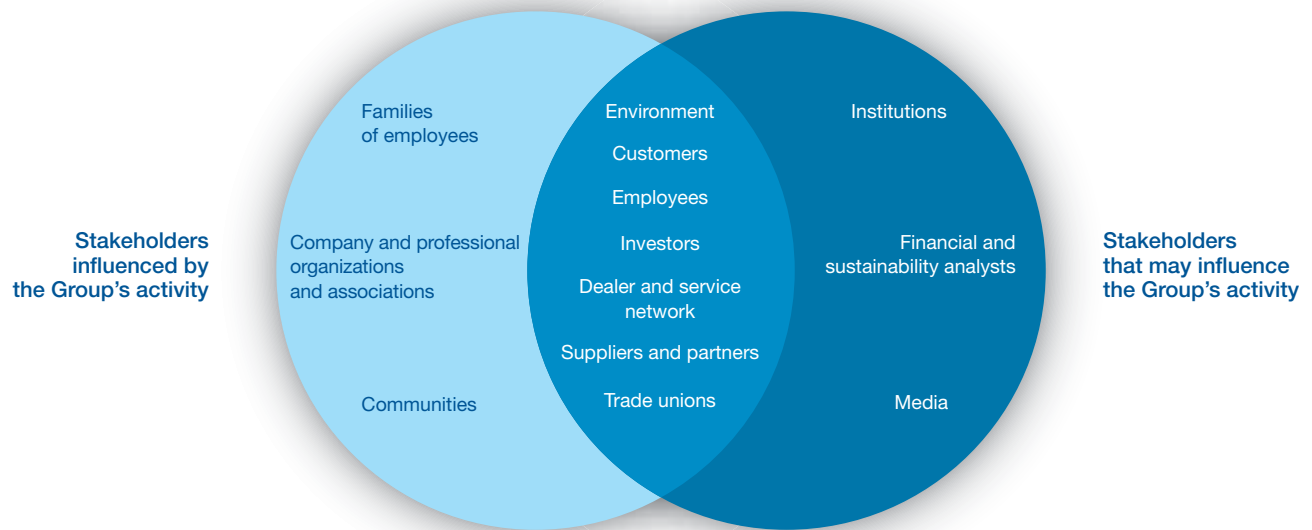 Stakeholders
influenced by
the Group's activity
Families
of employees
Company and professional
organizations
and associations
Communities
Environment
Customers
Employees
Investors
Dealer and service
network
Suppliers and partners
Trade unions
Institutions
Financial and
sustainability analysts
Media
Stakeholders
that may influence
the Group's activity